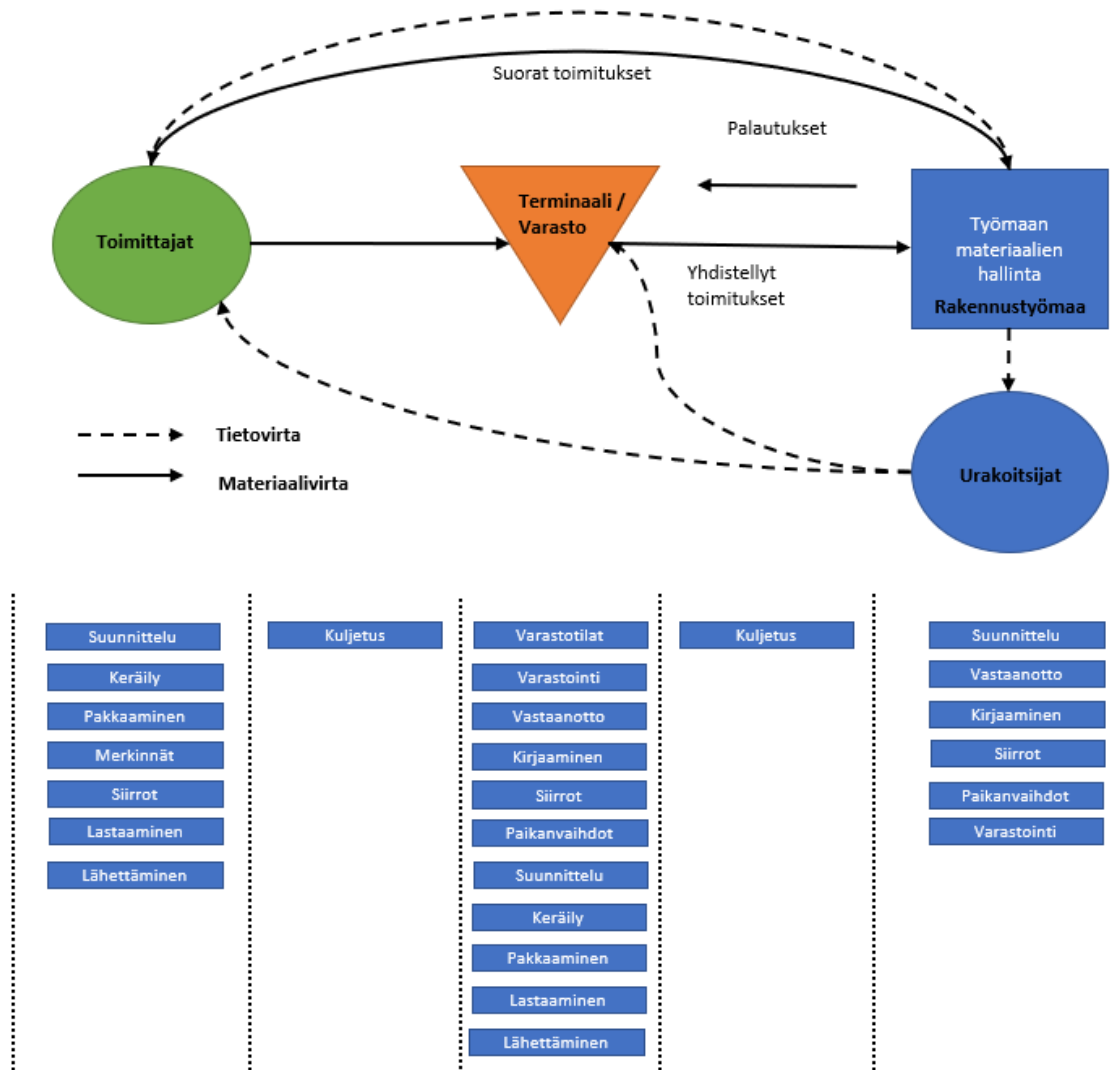 Suorat toimitukset
Palautukset
Toimittajat
Terminaali /
Varasto
Työmaan
materiaalien
hallinta
Rakennustyömaa
Yhdistellyt
toimitukset
Tietovirta
Materiaalivirta
Urakoitsijat
Suunnittelu
Keräily
Pakkaaminen
Merkinnät
Siirrot
Lastaaminen
Lähettäminen
Kuljetus
Varastotilat
Varastointi
Vastaanotto
Kirjaaminen
Siirrot
Paikanvaihdot
Suunnittelu
Keräily
Pakkaaminen
Lastaaminen
Lähettäminen
Kuljetus
Suunnittelu
Vastaanotto
Kirjaaminen
Siirrot
Paikanvaihdot
Varastointi